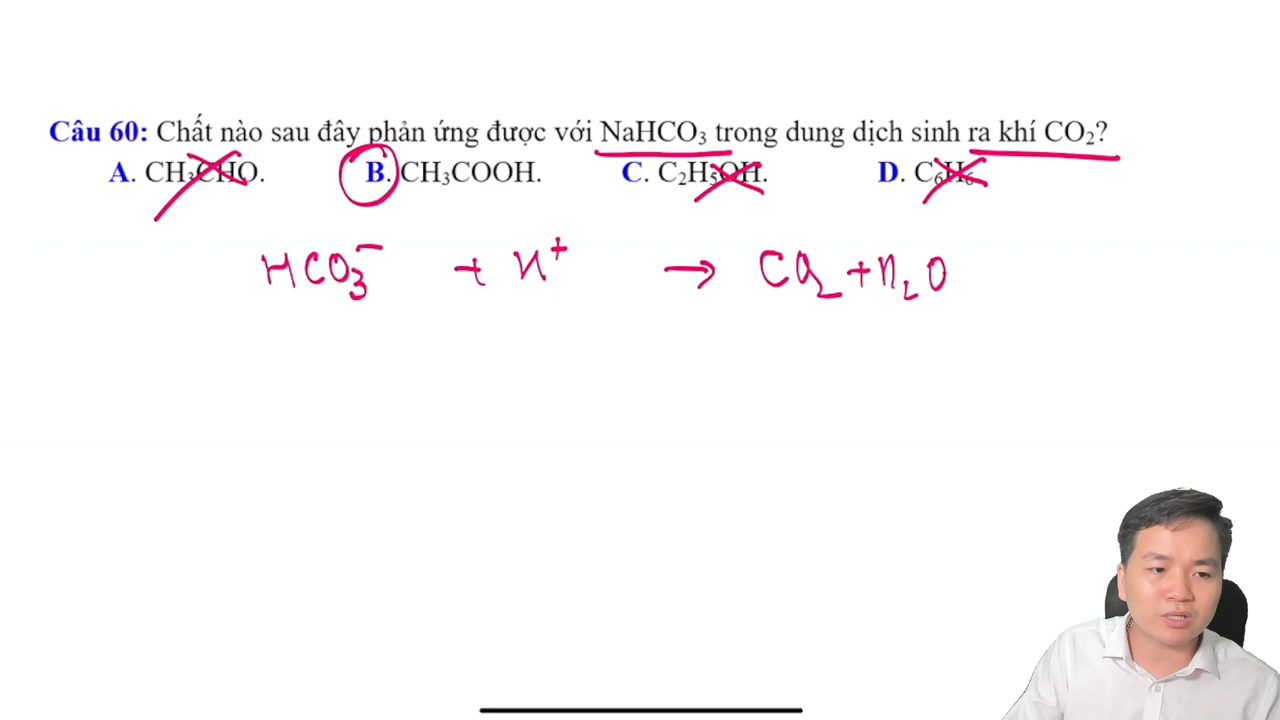 Câu 60: Chất nào sau đây phản ứng được với NaHCO₃ trong dung dịch sinh ra khí CO₂?
A. CH₃CHO. B. CH₃COOH. C. C₂H₅OH. D. C₆H₆
HCO₃⁻ + H⁺ → CO₂ + H₂O